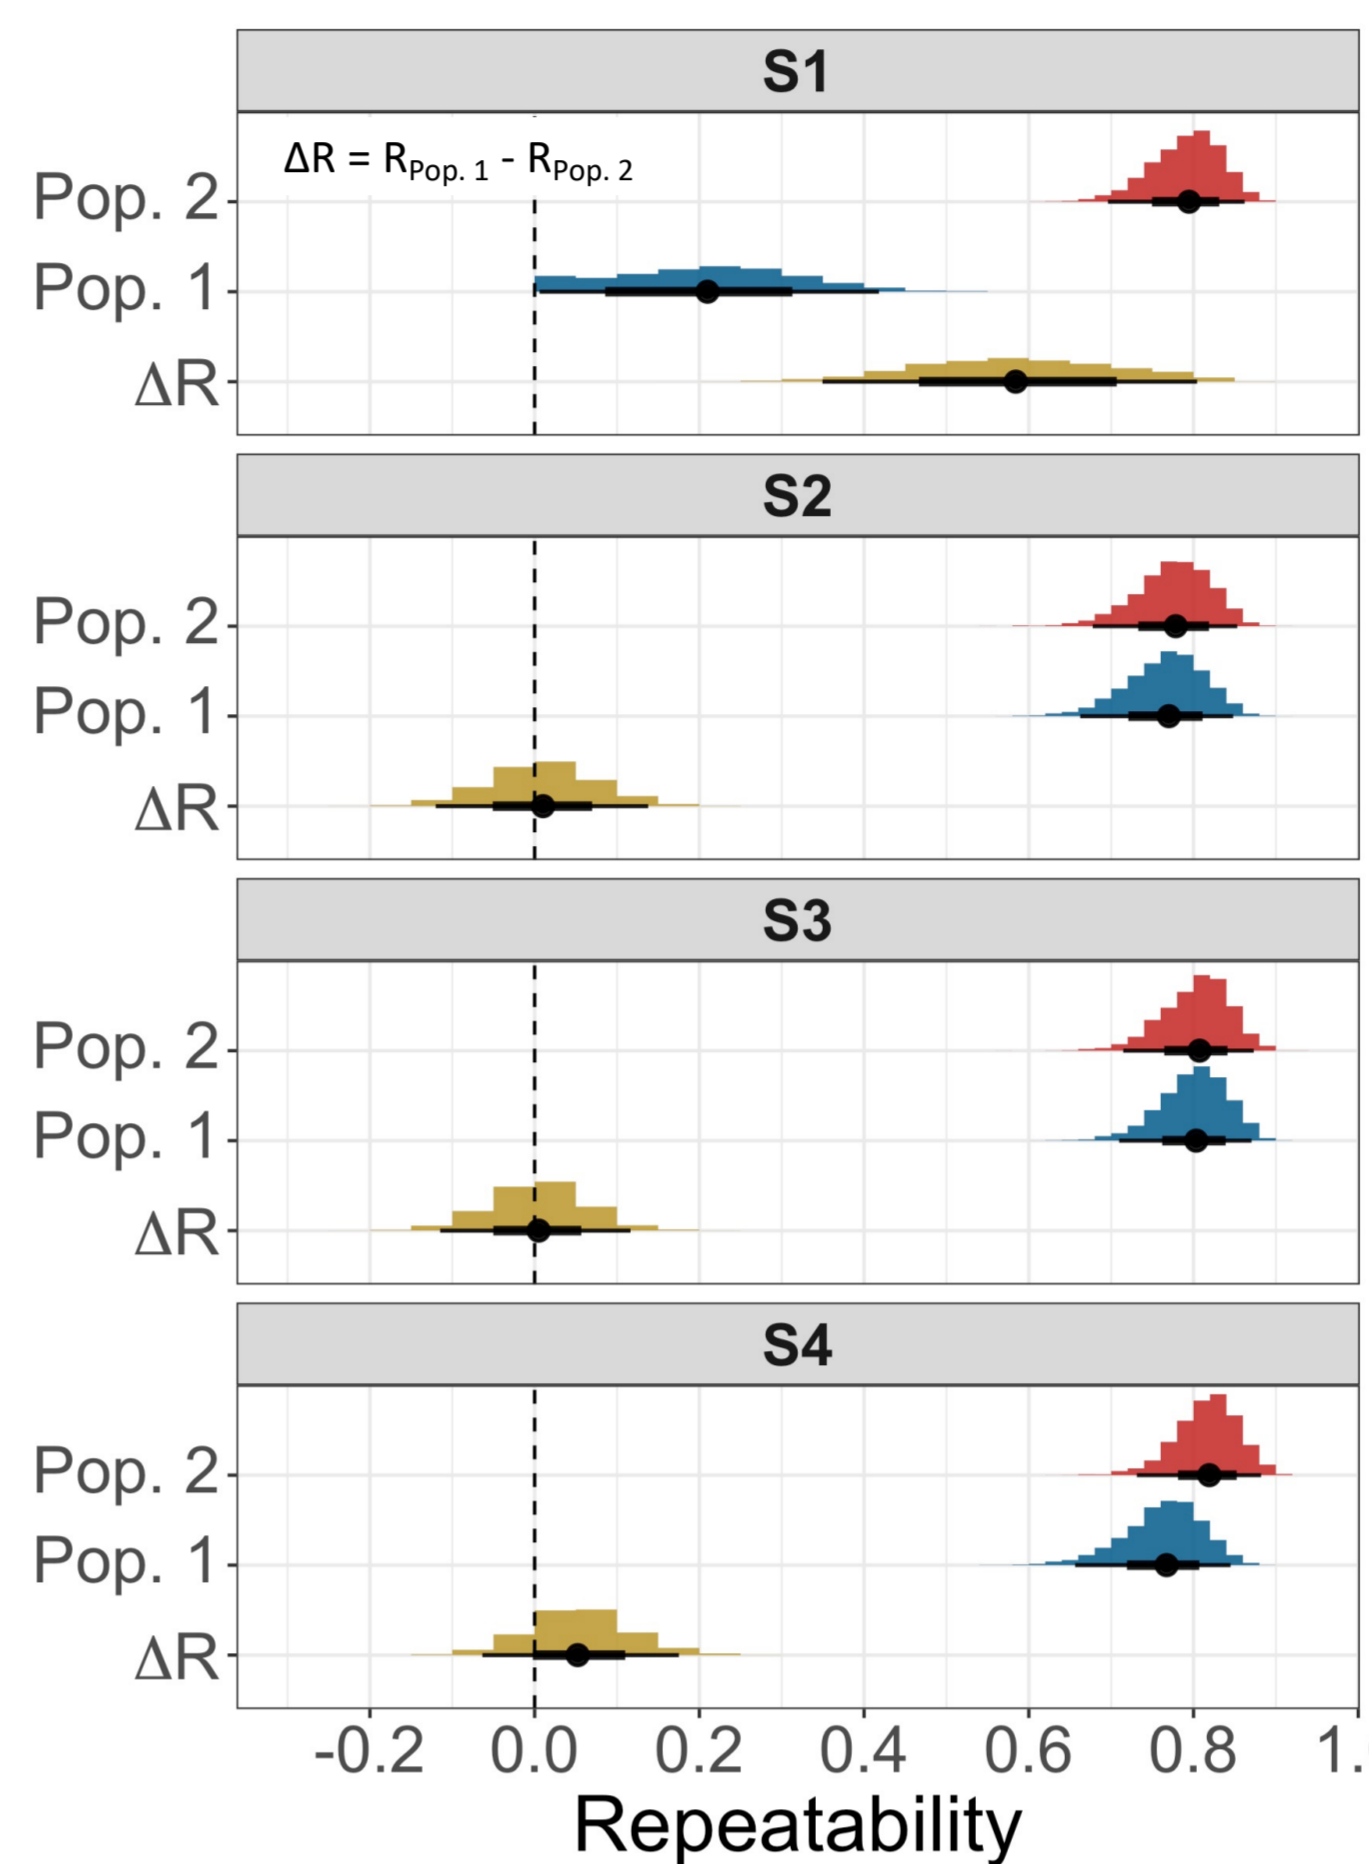 S1
ΔR = RPop. 1 - RPop. 2
Pop. 2
Pop. 1
ΔR
S2
Pop. 2
Pop. 1
ΔR
S3
Pop. 2
Pop. 1
ΔR
S4
Pop. 2
Pop. 1
ΔR
-0.2 0.0 0.2 0.4 0.6 0.8 1.
Repeatability